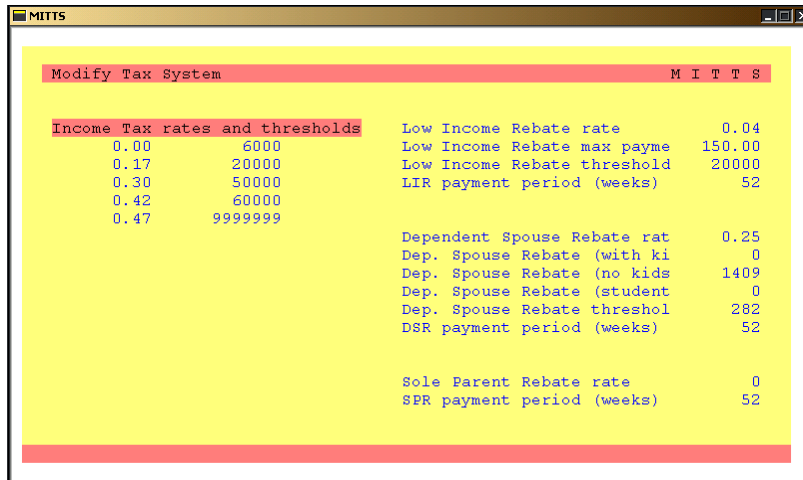 MITTS
Modify Tax System M I T T S
Income Tax rates and thresholds
0.00 6000
0.17 20000
0.30 50000
0.42 60000
0.47 9999999
Low Income Rebate rate 0.04
Low Income Rebate max payme 150.00
Low Income Rebate threshold 20000
LIR payment period (weeks) 52
Dependent Spouse Rebate rat 0.25
Dep. Spouse Rebate (with ki 0
Dep. Spouse Rebate (no kids 1409
Dep. Spouse Rebate (student 0
Dep. Spouse Rebate threshol 282
DSR payment period (weeks) 52
Sole Parent Rebate rate 0
SPR payment period (weeks) 52